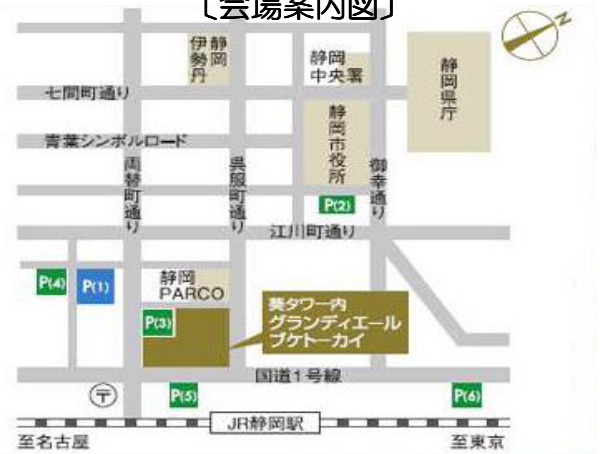 〔会場案内図〕
N
静岡
伊勢丹
静岡
中央署
静岡県庁
七間町通り
静岡市役所
青葉シンボルロード
両替町通り
呉服町通り
御幸通り
P(2)
江川町通り
P(4)
P(1)
静岡
PARCO
P(3)
葵タワー内
グランディエール
ブケトーカイ
国道1号線
〒
P(5)
P(6)
JR静岡駅
至名古屋
至東京